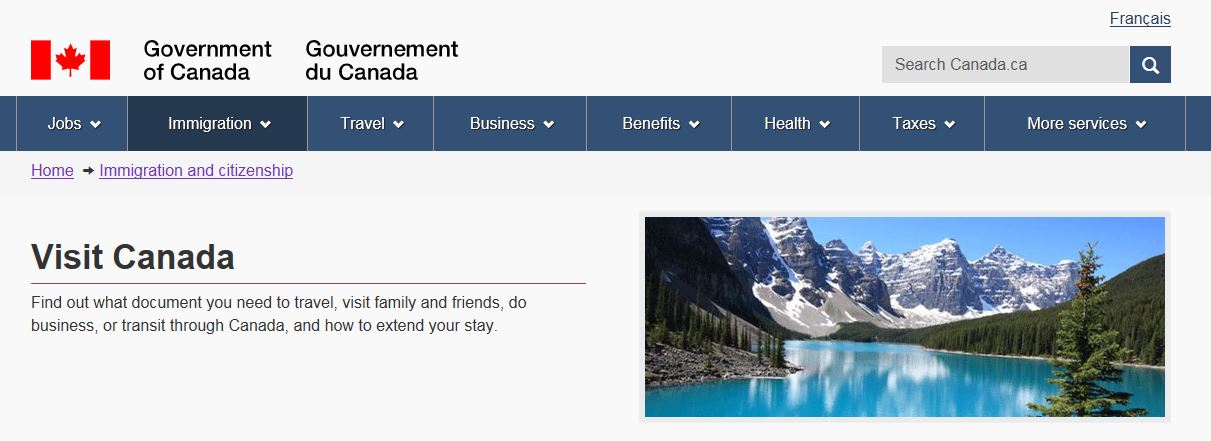 Français
Government of Canada
Gouvernement du Canada
Search Canada.ca
Jobs Immigration Travel Business Benefits Health Taxes More services
Home Immigration and citizenship
Visit Canada
Find out what document you need to travel, visit family and friends, do
business, or transit through Canada, and how to extend your stay.